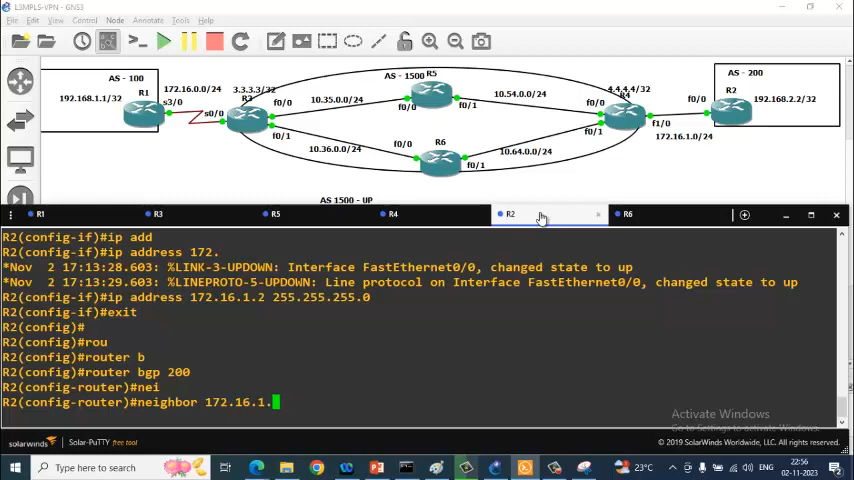 L3MPLS-VPN - GNS3
File Edit View Control Node Annotate Tools Help
AS - 100
192.168.1.1/32
R1
172.16.0.0/24
s3/0
s0/0
3.3.3.3/32
f0/0
f0/1
AS - 1500
R5
f0/0
f0/1
10.35.0.0/24
10.54.0.0/24
10.36.0.0/24
R6
f0/0
f0/1
10.64.0.0/24
4.4.4.4/32
R4
f0/0
f0/1
f1/0
172.16.1.0/24
AS - 200
R2
f0/0
192.168.2.2/32
AS 1500 - UP
R1
R3
R5
R4
R2
R6
R2(config-if)#ip add
R2(config-if)#ip address 172.
*Nov  2 17:13:28.603: %LINK-3-UPDOWN: Interface FastEthernet0/0, changed state to up
*Nov  2 17:13:29.603: %LINEPROTO-5-UPDOWN: Line protocol on Interface FastEthernet0/0, changed state to up
R2(config-if)#ip address 172.16.1.2 255.255.255.0
R2(config-if)#exit
R2(config)#
R2(config)#rou
R2(config)#router b
R2(config)#router bgp 200
R2(config-router)#nei
R2(config-router)#neighbor 172.16.1.
Activate Windows
Go to Settings to activate Windows.
solarwinds Solar-PuTTY free tool
© 2019 SolarWinds Worldwide, LLC. All rights reserved.
Type here to search
23°C
ENG
22:56
02-11-2023
2